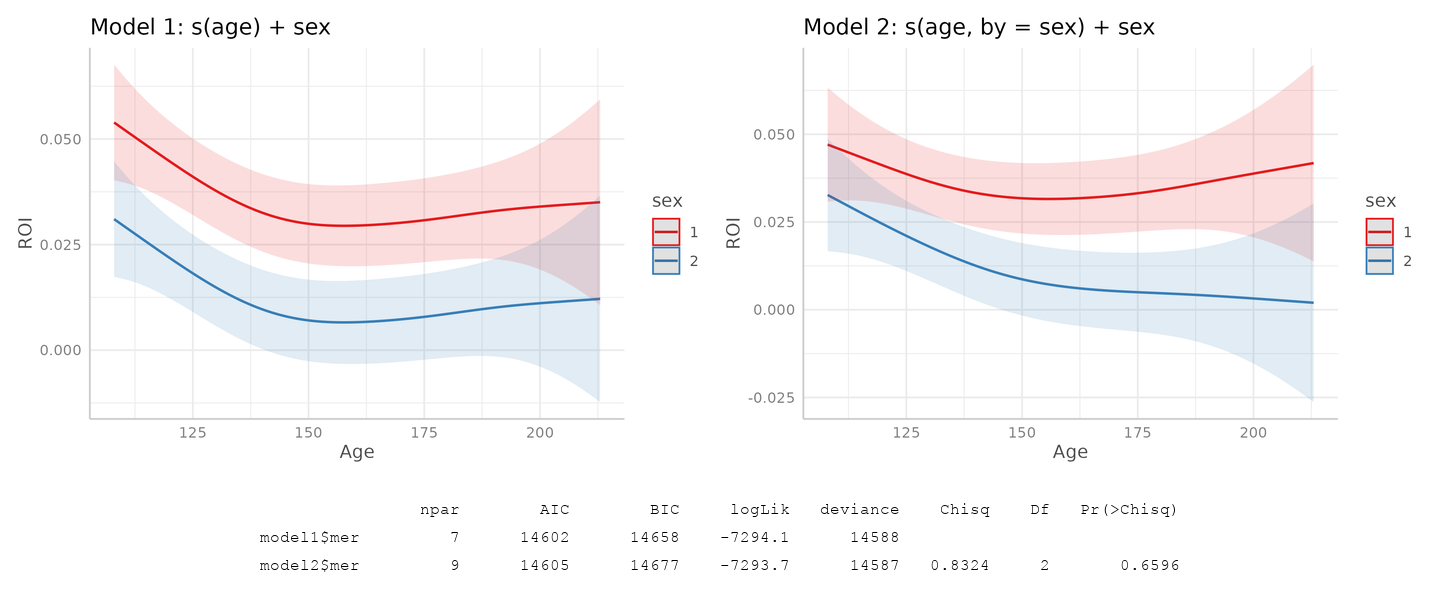 Model 1: s(age) + sex
0.050
0.025
0.000
ROI
125 150 175 200
Age
sex
1
2
Model 2: s(age, by = sex) + sex
0.050
0.025
0.000
-0.025
ROI
125 150 175 200
Age
sex
1
2
npar AIC BIC logLik deviance Chisq Df Pr(>Chisq)
model1$mer 7 14602 14658 -7294.1 14588
model2$mer 9 14605 14677 -7293.7 14587 0.8324 2 0.6596